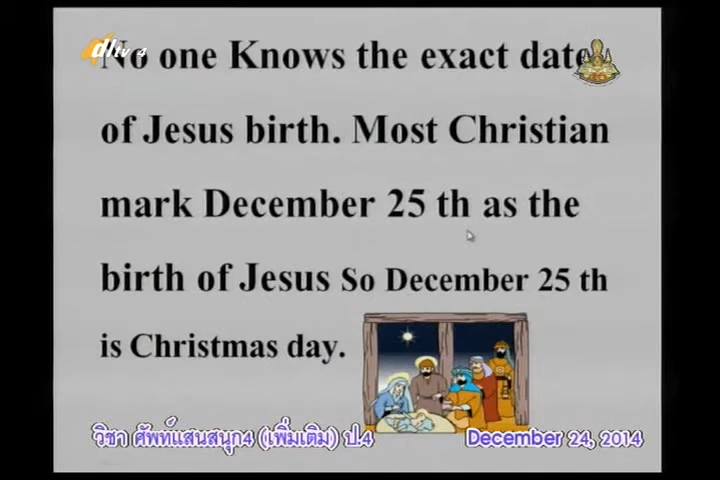 dltv 4
No one Knows the exact date
of Jesus birth. Most Christian
mark December 25 th as the
birth of Jesus So December 25 th
is Christmas day.
วิชา ศัพท์แสนสนุก4 (เพิ่มเติม) ป.4
December 24, 2014